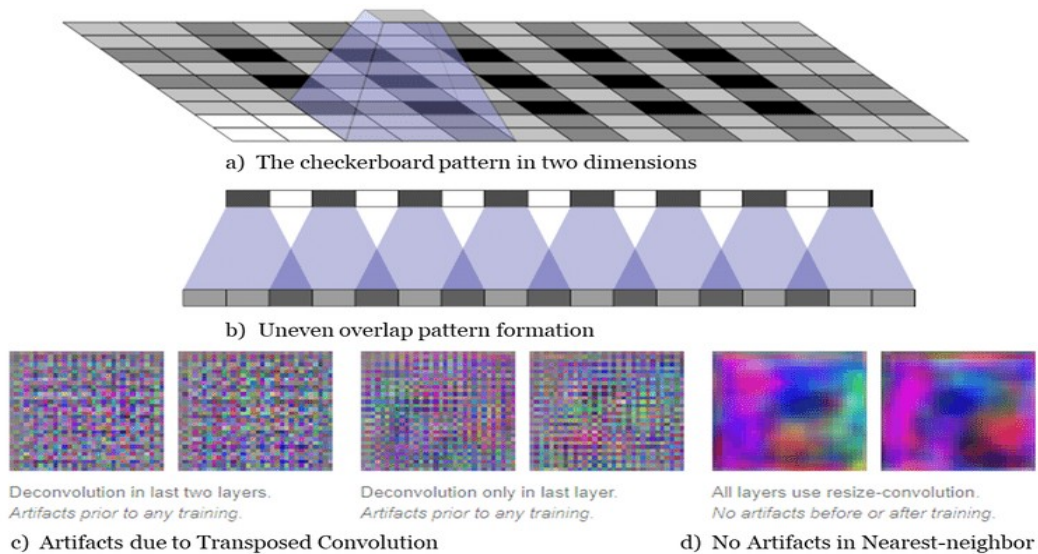 a) The checkerboard pattern in two dimensions
b) Uneven overlap pattern formation
Deconvolution in last two layers.
Artifacts prior to any training.
Deconvolution only in last layer.
Artifacts prior to any training.
All layers use resize-convolution.
No artifacts before or after training.
c) Artifacts due to Transposed Convolution
d) No Artifacts in Nearest-neighbor